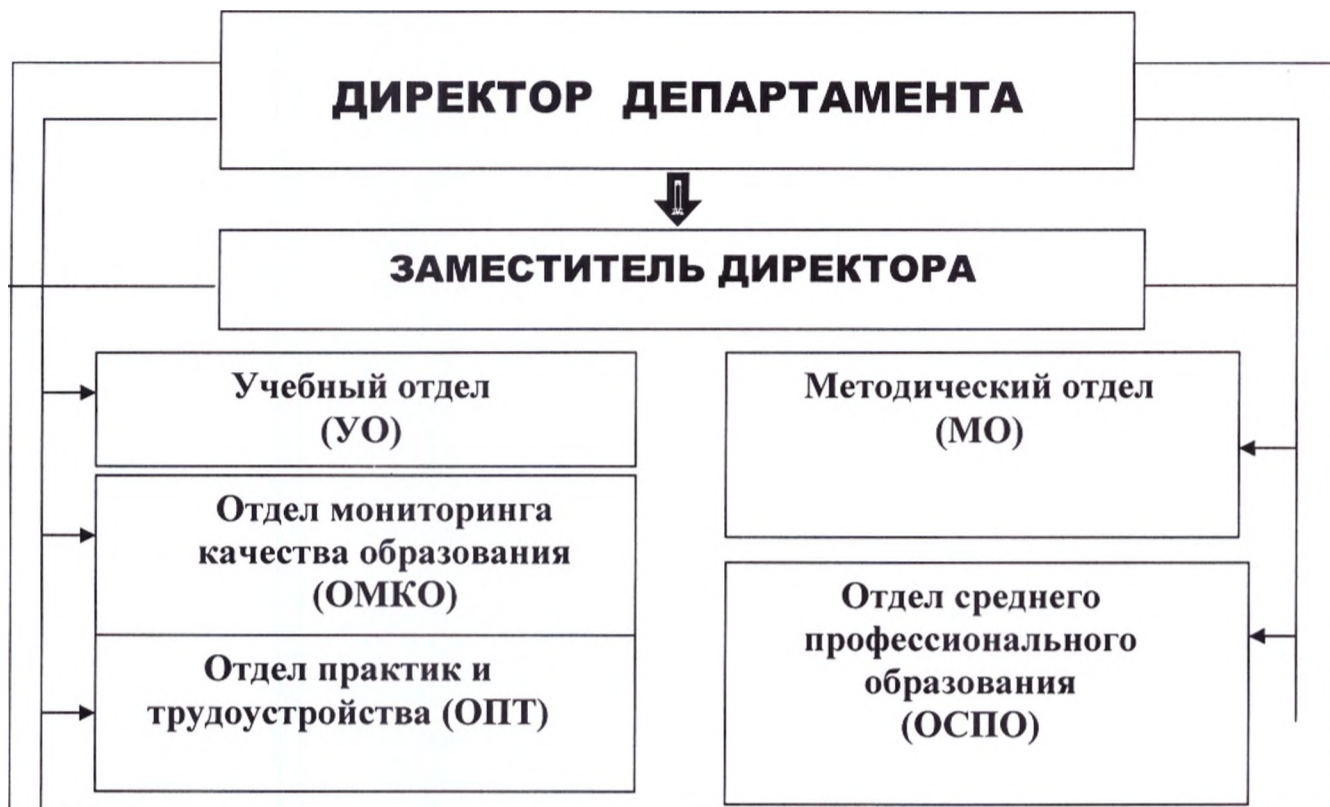 ДИРЕКТОР ДЕПАРТАМЕНТА
ЗАМЕСТИТЕЛЬ ДИРЕКТОРА
Учебный отдел
(УО)
Отдел мониторинга
качества образования
(ОМКО)
Отдел практик и
трудоустройства (ОПТ)
Методический отдел
(МО)
Отдел среднего
профессионального
образования
(ОСПО)